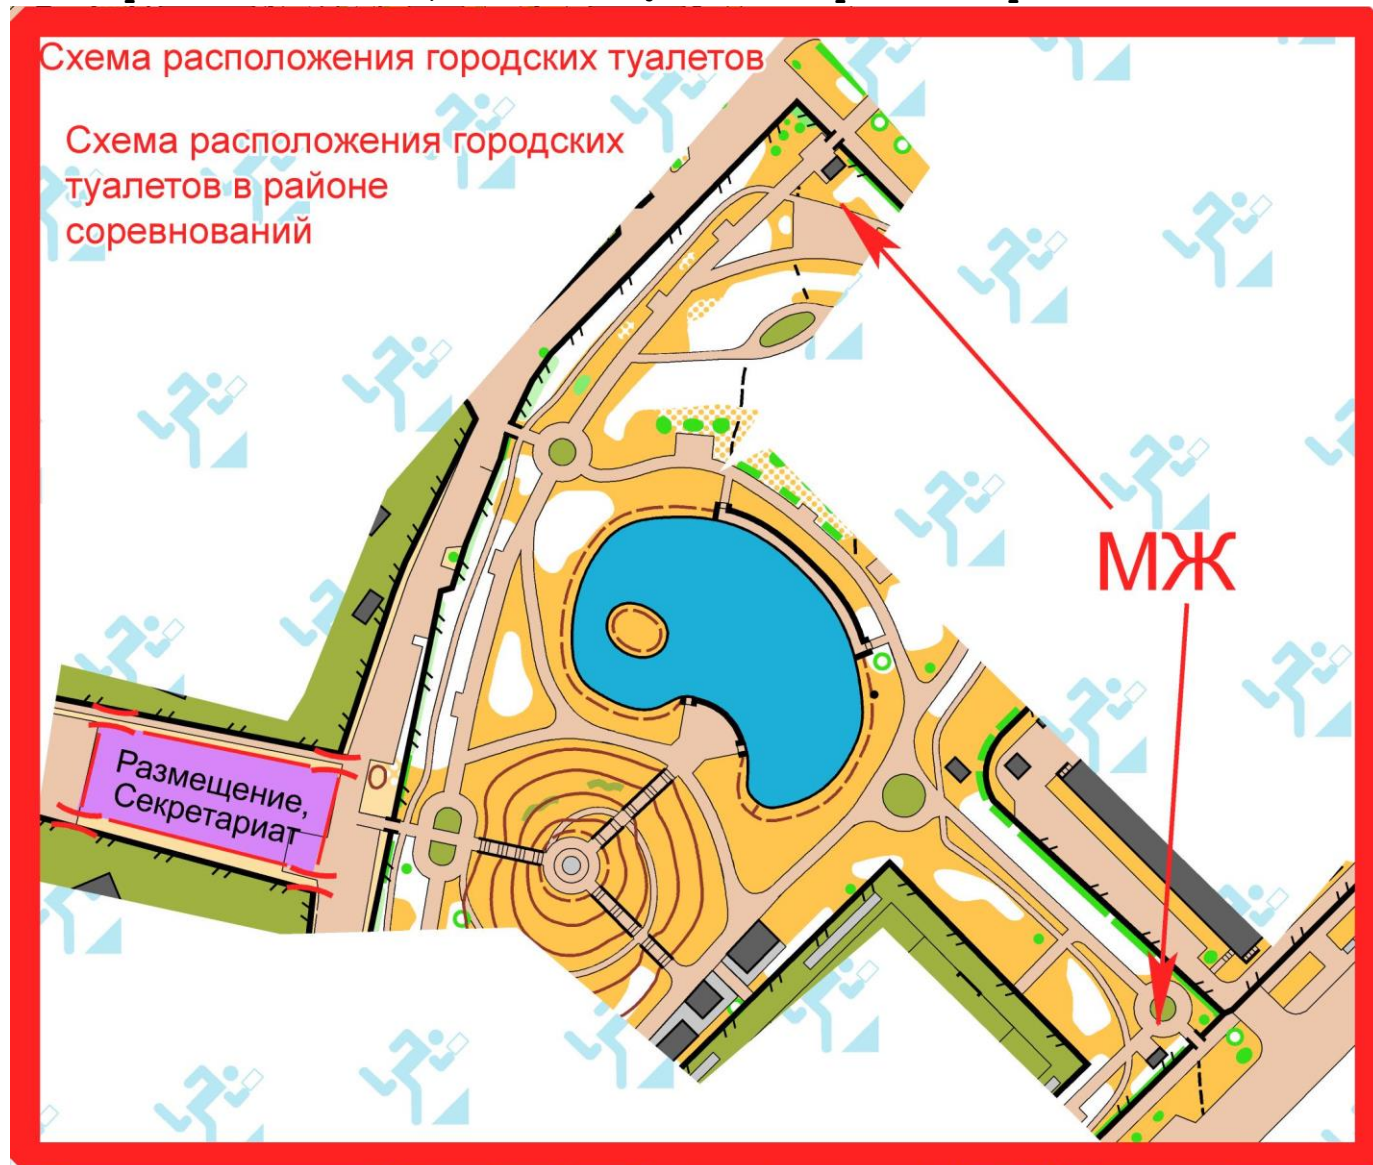 Схема расположения городских туалетов
Схема расположения городских
туалетов в районе
соревнований
МЖ
Размещение,
Секретариат